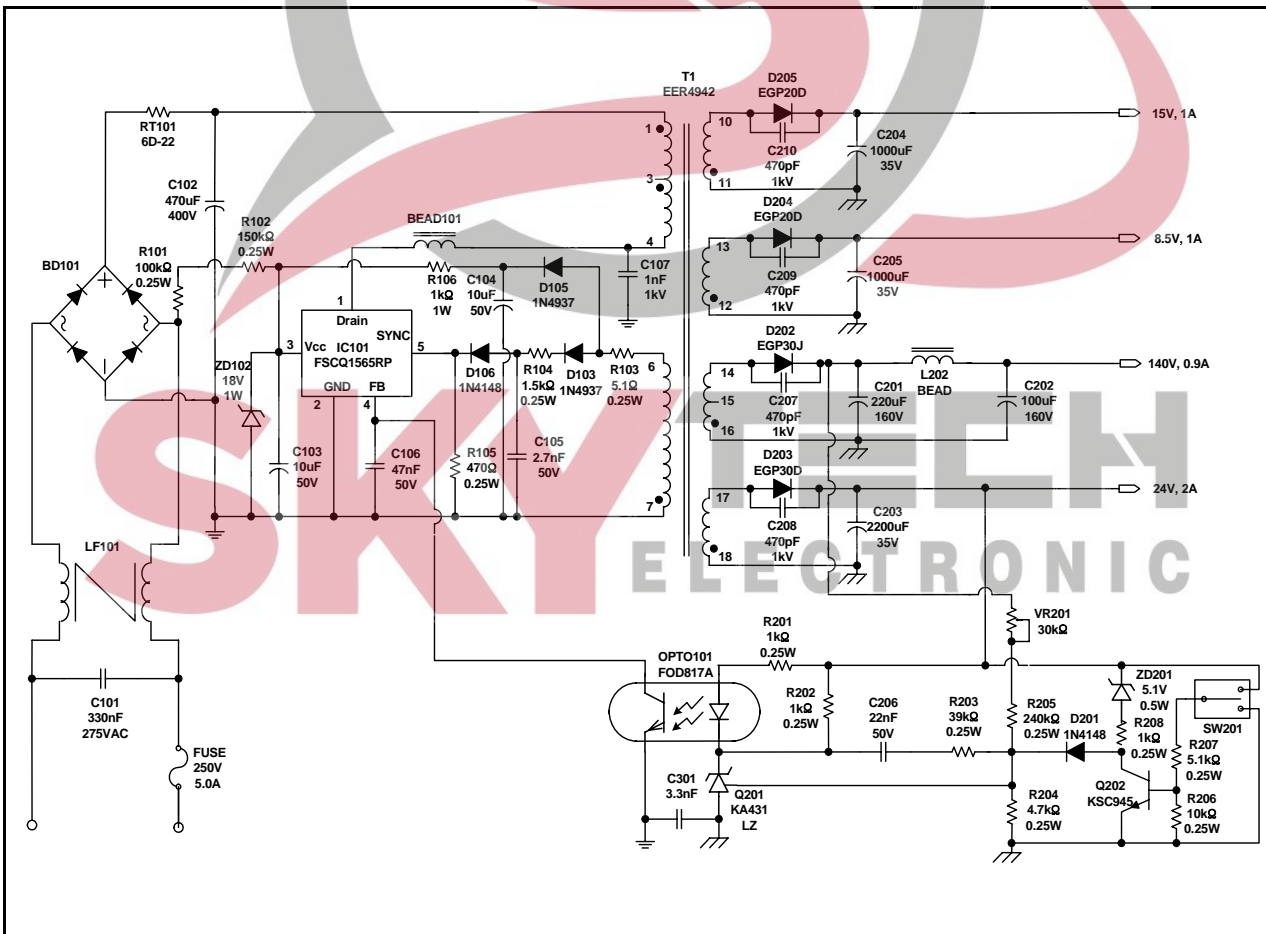 T1
EER4942
D205
EGP20D
RT101
6D-22
1
10
C210
470pF
1kV
11
C204
1000uF
35V
15V, 1A
C102
470uF
400V
3
BEAD101
4
R102
150kΩ
0.25W
R101
100kΩ
0.25W
BD101
D204
EGP20D
13
C209
470pF
1kV
12
C205
1000uF
35V
8.5V, 1A
R106
1kΩ
1W
C104
10uF
50V
D105
1N4937
C107
1nF
1kV
1
Drain
SYNC
3
Vcc
IC101
FSCQ1565RP
5
GND
FB
2
4
ZD102
18V
1W
D106
1N4148
R104
1.5kΩ
0.25W
D103
1N4937
R103
5.1Ω
0.25W
6
7
D202
EGP30J
14
15
16
C207
470pF
1kV
C201
220uF
160V
L202
BEAD
C202
100uF
160V
140V, 0.9A
C103
10uF
50V
C106
47nF
50V
R105
470Ω
0.25W
C105
2.7nF
50V
D203
EGP30D
17
C208
470pF
1kV
18
C203
2200uF
35V
24V, 2A
SKYTECH
ELECTRONIC
LF101
C101
330nF
275VAC
FUSE
250V
5.0A
OPTO101
FOD817A
R201
1kΩ
0.25W
VR201
30kΩ
R202
1kΩ
0.25W
C206
22nF
50V
R203
39kΩ
0.25W
R205
240kΩ
0.25W
D201
1N4148
ZD201
5.1V
0.5W
R208
1kΩ
0.25W
SW201
R207
5.1kΩ
0.25W
C301
3.3nF
Q201
KA431
LZ
R204
4.7kΩ
0.25W
Q202
KSC945
R206
10kΩ
0.25W